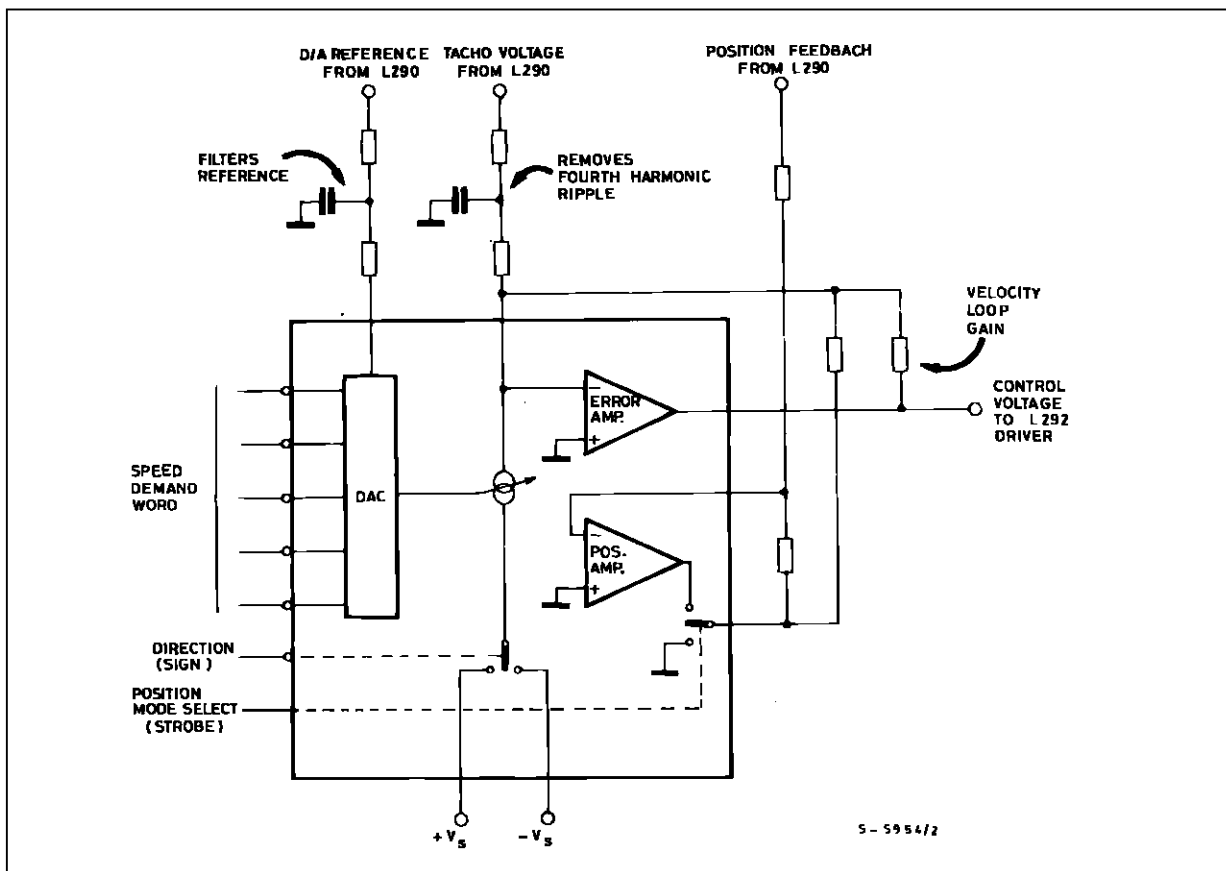 D/A REFERENCE
FROM L290
TACHO VOLTAGE
FROM L290
POSITION FEEDBACH
FROM L290
FILTERS
REFERENCE
REMOVES
FOURTH HARMONIC
RIPPLE
VELOCITY
LOOP
GAIN
-
ERROR
AMP.
+
CONTROL
VOLTAGE
TO L292
DRIVER
SPEED
DEMAND
WORD
DAC
-
POS.
AMP.
+
DIRECTION
(SIGN)
POSITION
MODE SELECT
(STROBE)
+Vs
-Vs
S-5954/2